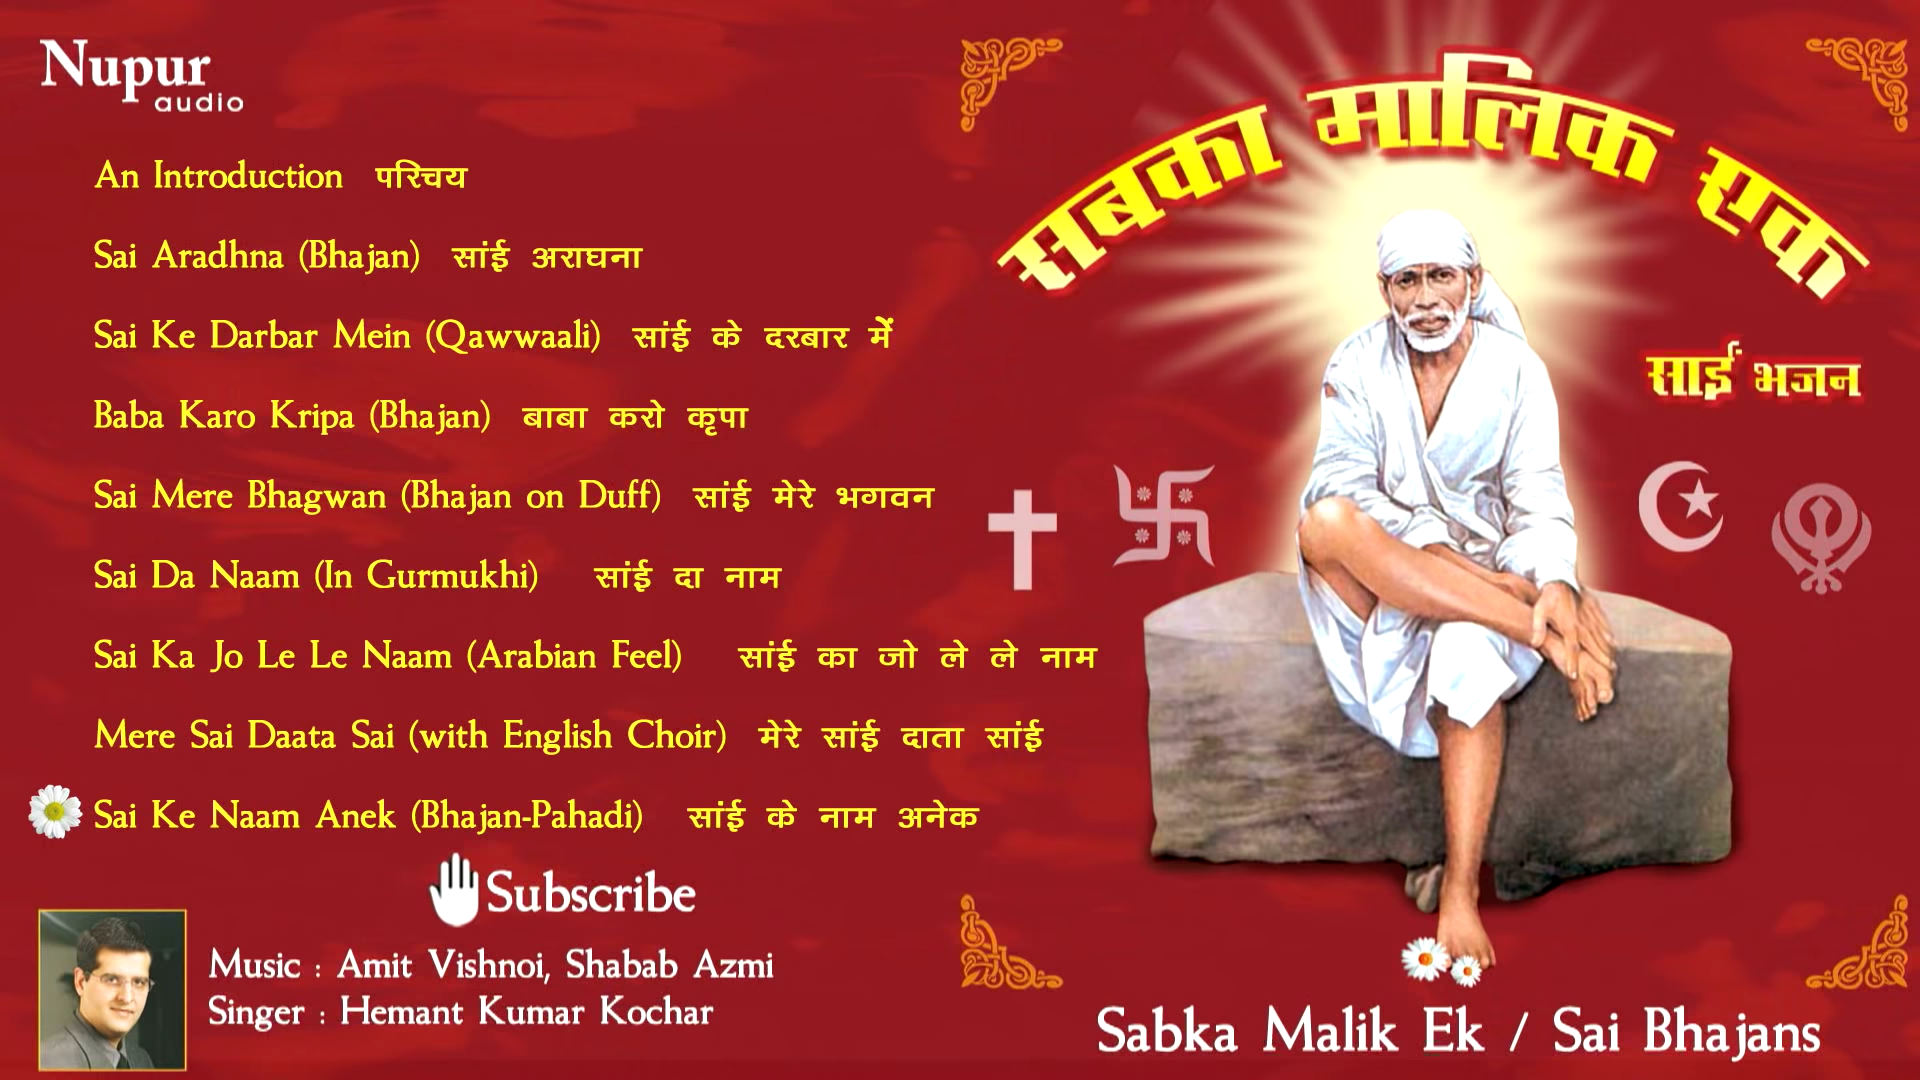 Nupur
audio
An Introduction परिचय
Sai Aradhna (Bhajan) सांई अराघना
Sai Ke Darbar Mein (Qawwaali) सांई के दरबार में
Baba Karo Kripa (Bhajan) बाबा करो कृपा
Sai Mere Bhagwan (Bhajan on Duff) सांई मेरे भगवन
Sai Da Naam (In Gurmukhi) सांई दा नाम
Sai Ka Jo Le Le Naam (Arabian Feel) सांई का जो ले ले नाम
Mere Sai Daata Sai (with English Choir) मेरे सांई दाता सांई
Sai Ke Naam Anek (Bhajan-Pahadi) सांई के नाम अनेक
Subscribe
Music : Amit Vishnoi, Shabab Azmi
Singer : Hemant Kumar Kochar
सबका मालिक एक
साईं भजन
Sabka Malik Ek / Sai Bhajans